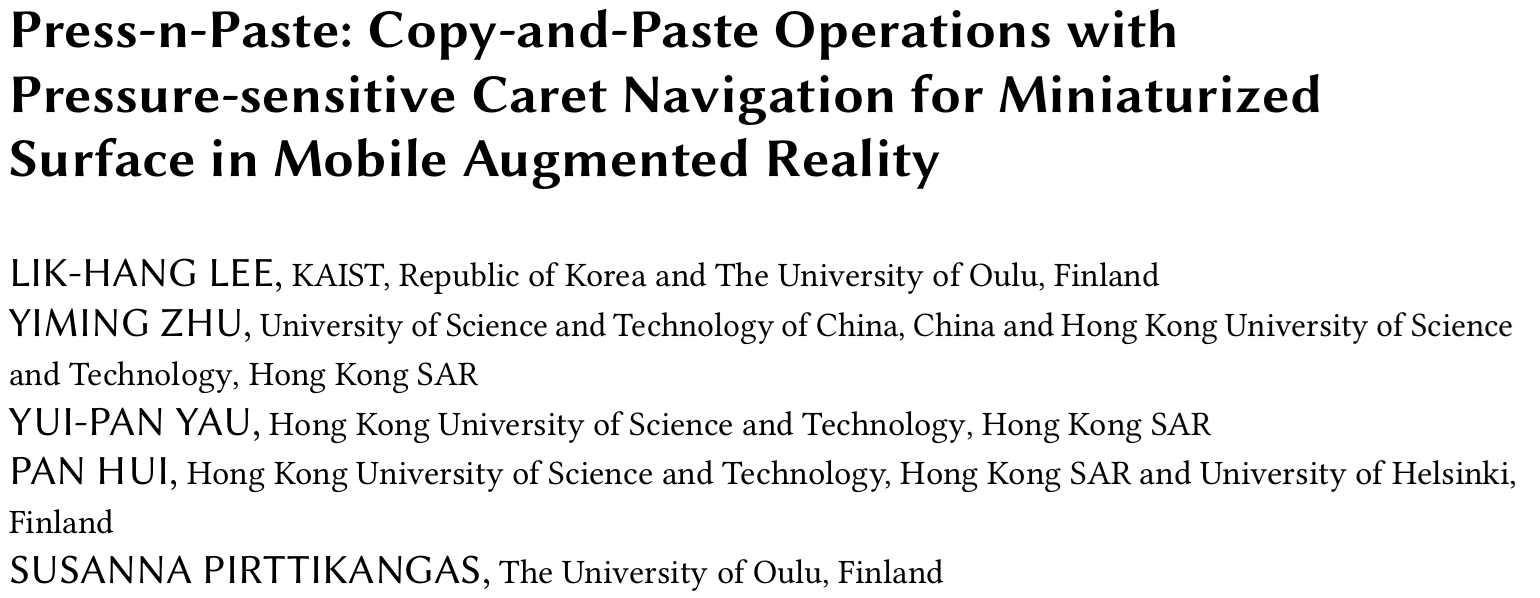 Press-n-Paste: Copy-and-Paste Operations with
Pressure-sensitive Caret Navigation for Miniaturized
Surface in Mobile Augmented Reality
LIK-HANG LEE, KAIST, Republic of Korea and The University of Oulu, Finland
YIMING ZHU, University of Science and Technology of China, China and Hong Kong University of Science
and Technology, Hong Kong SAR
YUI-PAN YAU, Hong Kong University of Science and Technology, Hong Kong SAR
PAN HUI, Hong Kong University of Science and Technology, Hong Kong SAR and University of Helsinki,
Finland
SUSANNA PIRTTIKANGAS, The University of Oulu, Finland